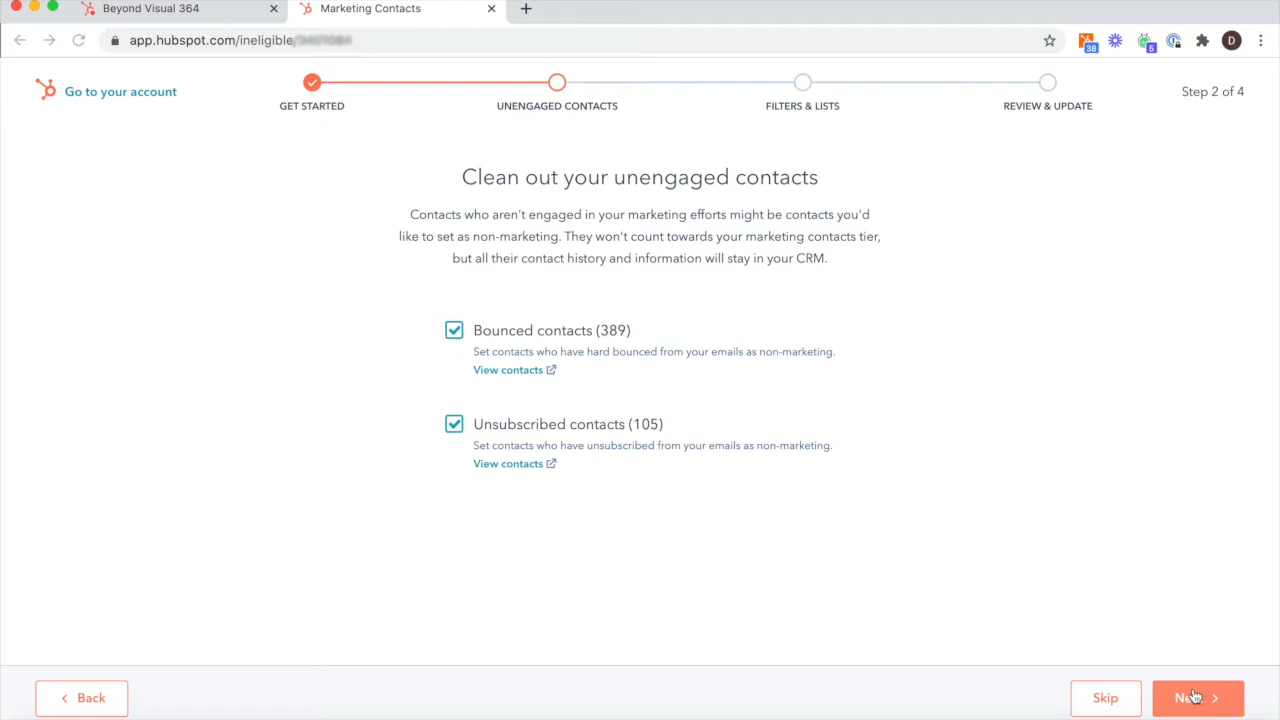 Beyond Visual 364
Marketing Contacts
app.hubspot.com/ineligible/
38
5
D
Go to your account
GET STARTED
UNENGAGED CONTACTS
FILTERS & LISTS
REVIEW & UPDATE
Step 2 of 4
Clean out your unengaged contacts
Contacts who aren't engaged in your marketing efforts might be contacts you'd
like to set as non-marketing. They won't count towards your marketing contacts tier,
but all their contact history and information will stay in your CRM.
Bounced contacts (389)
Set contacts who have hard bounced from your emails as non-marketing.
View contacts
Unsubscribed contacts (105)
Set contacts who have unsubscribed from your emails as non-marketing.
View contacts
Back
Skip
Next